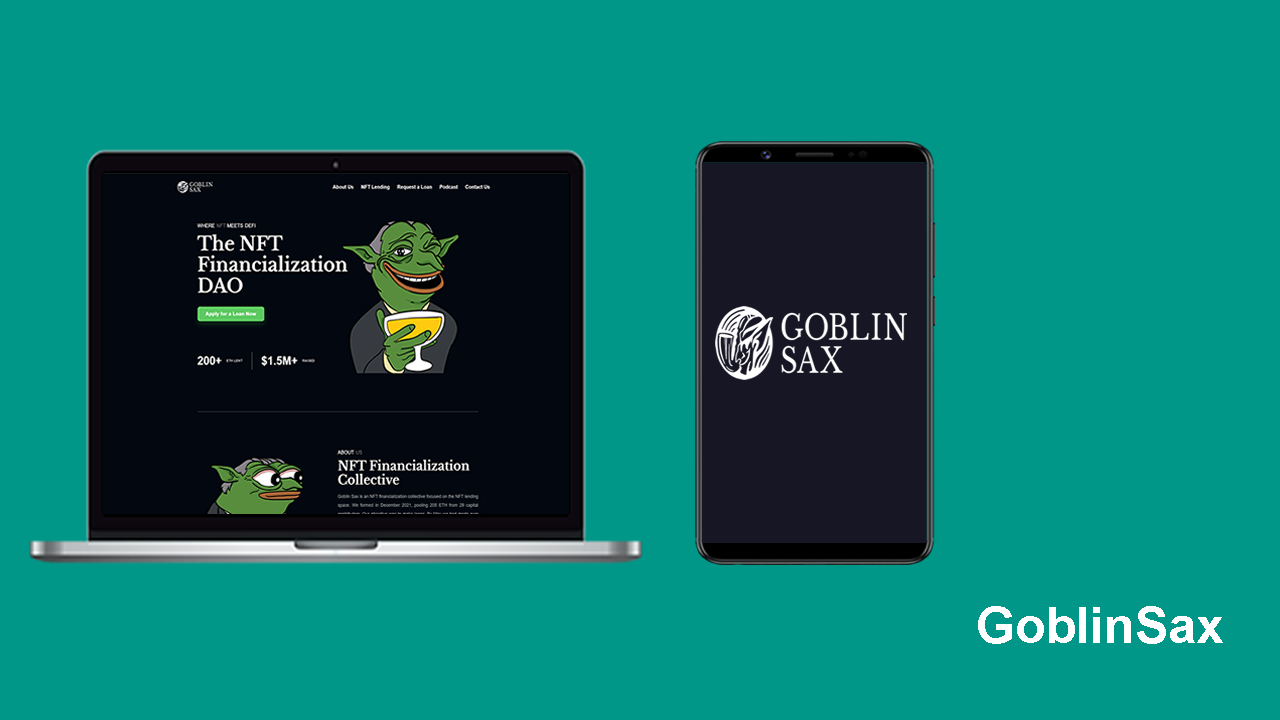 GOBLIN
SAX
About Us NFT Lending Request a Loan Podcast Contact Us
WHERE NFT MEETS DEFI
The NFT
Financialization
DAO
Apply for a Loan Now
200+ ETH LENT $1.5M+ RAISED
ABOUT US
NFT Financialization
Collective
Goblin Sax is an NFT financialization collective focused on the NFT lending
space. We formed in December 2021, pooling 205 ETH from 29 capital
GOBLIN
SAX
GoblinSax